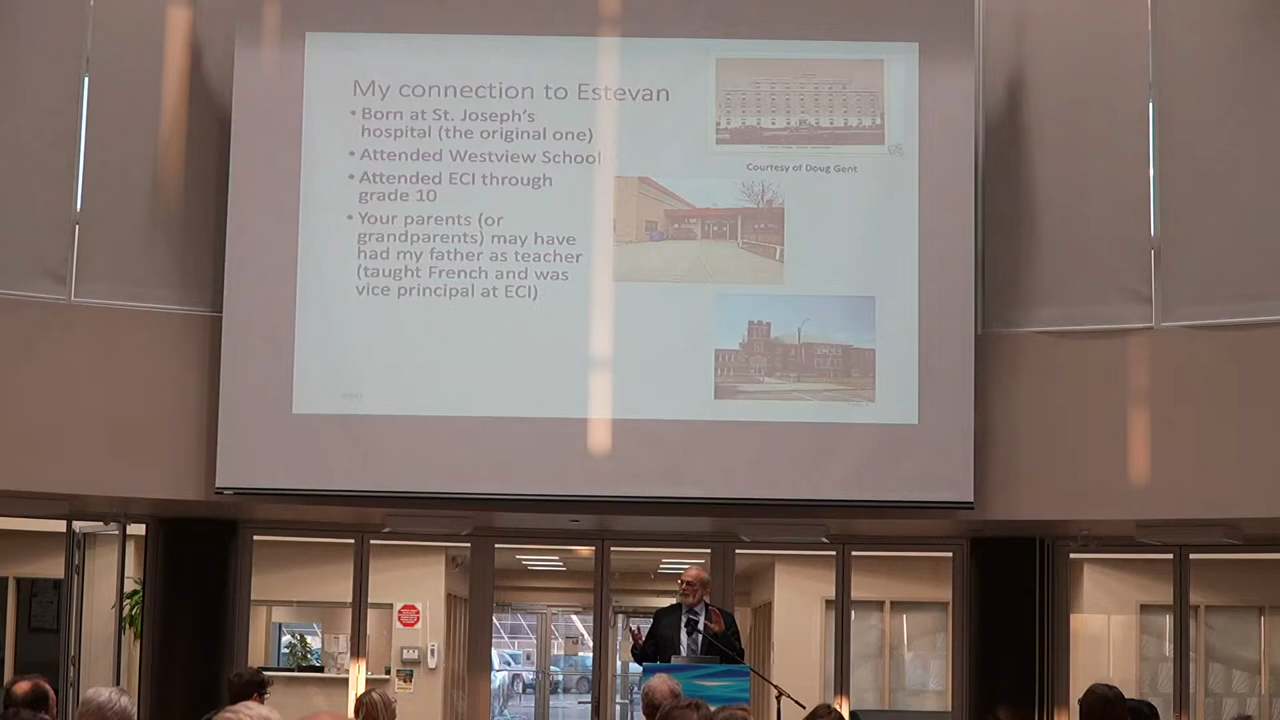 My connection to Estevan
• Born at St. Joseph's
hospital (the original one)
• Attended Westview School
• Attended ECI through
grade 10
• Your parents (or
grandparents) may have
had my father as teacher
(taught French and was
vice principal at ECI)
Courtesy of Doug Gent